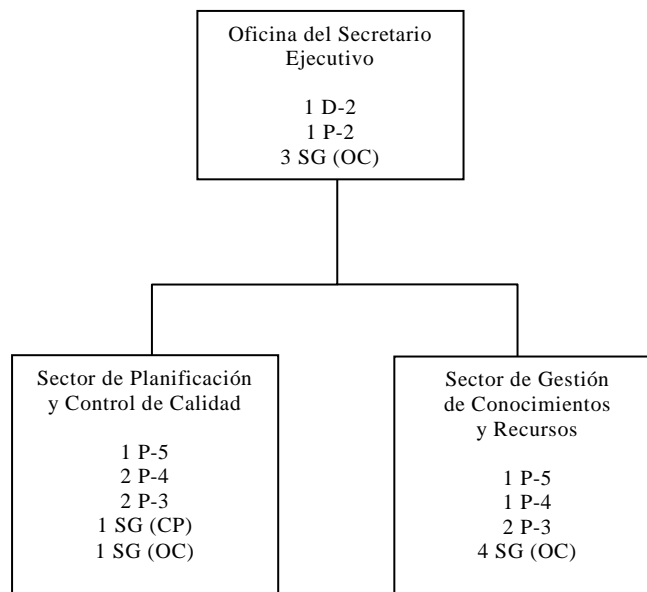 Oficina del Secretario
Ejecutivo
1 D-2
1 P-2
3 SG (OC)
Sector de Planificación
y Control de Calidad
1 P-5
2 P-4
2 P-3
1 SG (CP)
1 SG (OC)
Sector de Gestión
de Conocimientos
y Recursos
1 P-5
1 P-4
2 P-3
4 SG (OC)